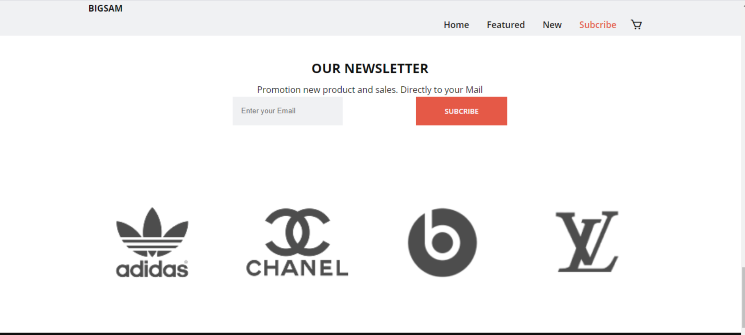 BIGSAM
Home Featured New Subcribe
OUR NEWSLETTER
Promotion new product and sales. Directly to your Mail
Enter your Email SUBCRIBE
adidas CHANEL b LV